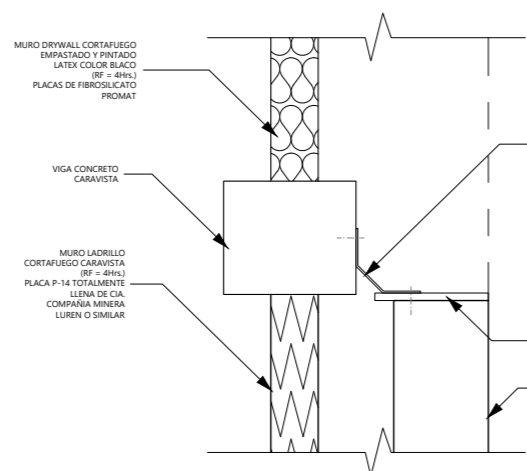 MURO DRYWALL CORTAFUEGO
EMPASTADO Y PINTADO
LATEX COLOR BLACO
(RF = 4Hrs.)
PLACAS DE FIBROSILICATO
PROMAT
VIGA CONCRETO
CARAVISTA
MURO LADRILLO
CORTAFUEGO CARAVISTA
(RF = 4Hrs.)
PLACA P-14 TOTALMENTE
LLENA DE CIA.
COMPAÑIA MINERA
LUREN O SIMILAR